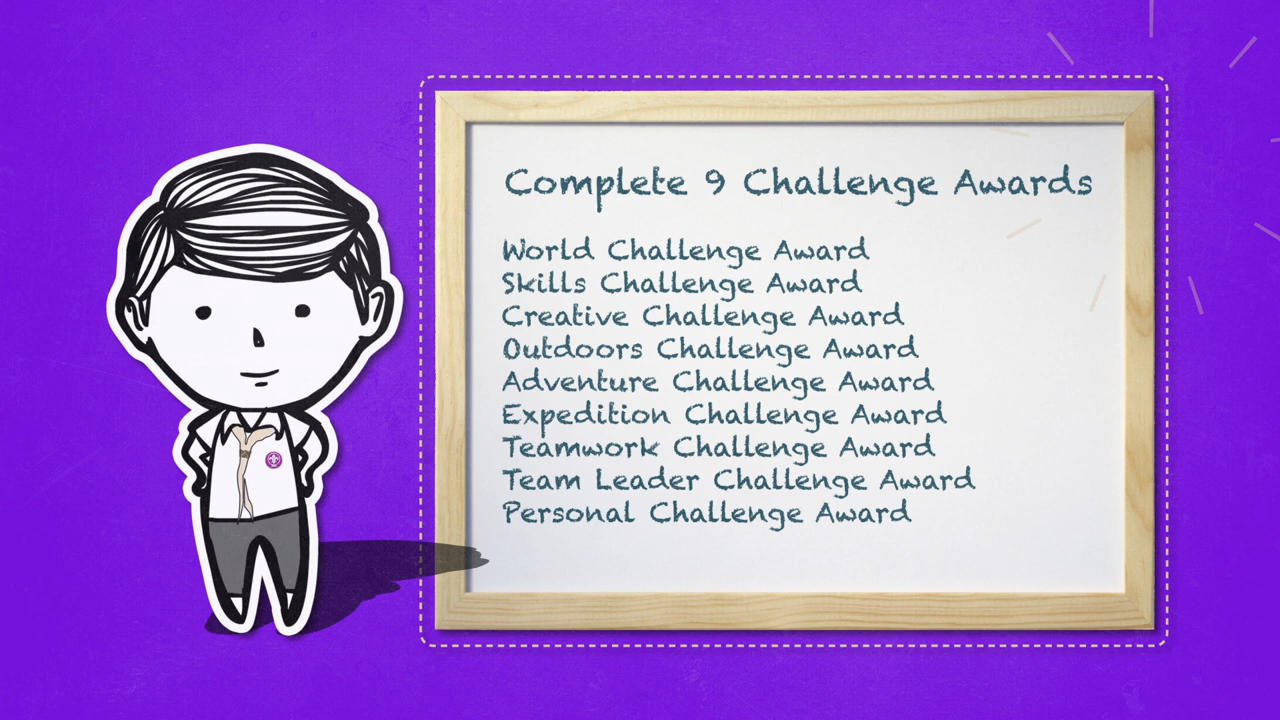 Complete 9 Challenge Awards
World Challenge Award
Skills Challenge Award
Creative Challenge Award
Outdoors Challenge Award
Adventure Challenge Award
Expedition Challenge Award
Teamwork Challenge Award
Team Leader Challenge Award
Personal Challenge Award